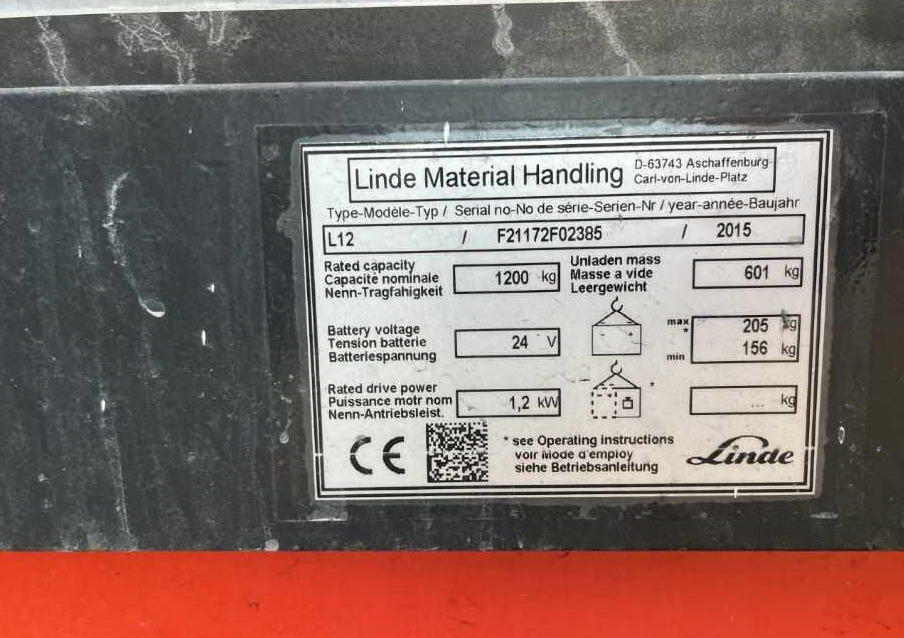 Linde Material Handling
D-63743 Aschaffenburg
Carl-von-Linde-Platz
Type-Modèle-Typ / Serial no-No de série-Serien-Nr / year-année-Baujahr
L12 / F21172F02385 / 2015
Rated capacity
Capacité nominale
Nenn-Tragfähigkeit
1200 kg
Unladen mass
Masse a vide
Leergewicht
601 kg
Battery voltage
Tension batterie
Batteriespannung
24 V
max
*
min
205 kg
156 kg
Rated drive power
Puissance motr nom
Nenn-Antriebsleist.
1,2 kW
*
... kg
CE
* see Operating instructions
voir Mode d'employ
siehe Betriebsanleitung
Linde